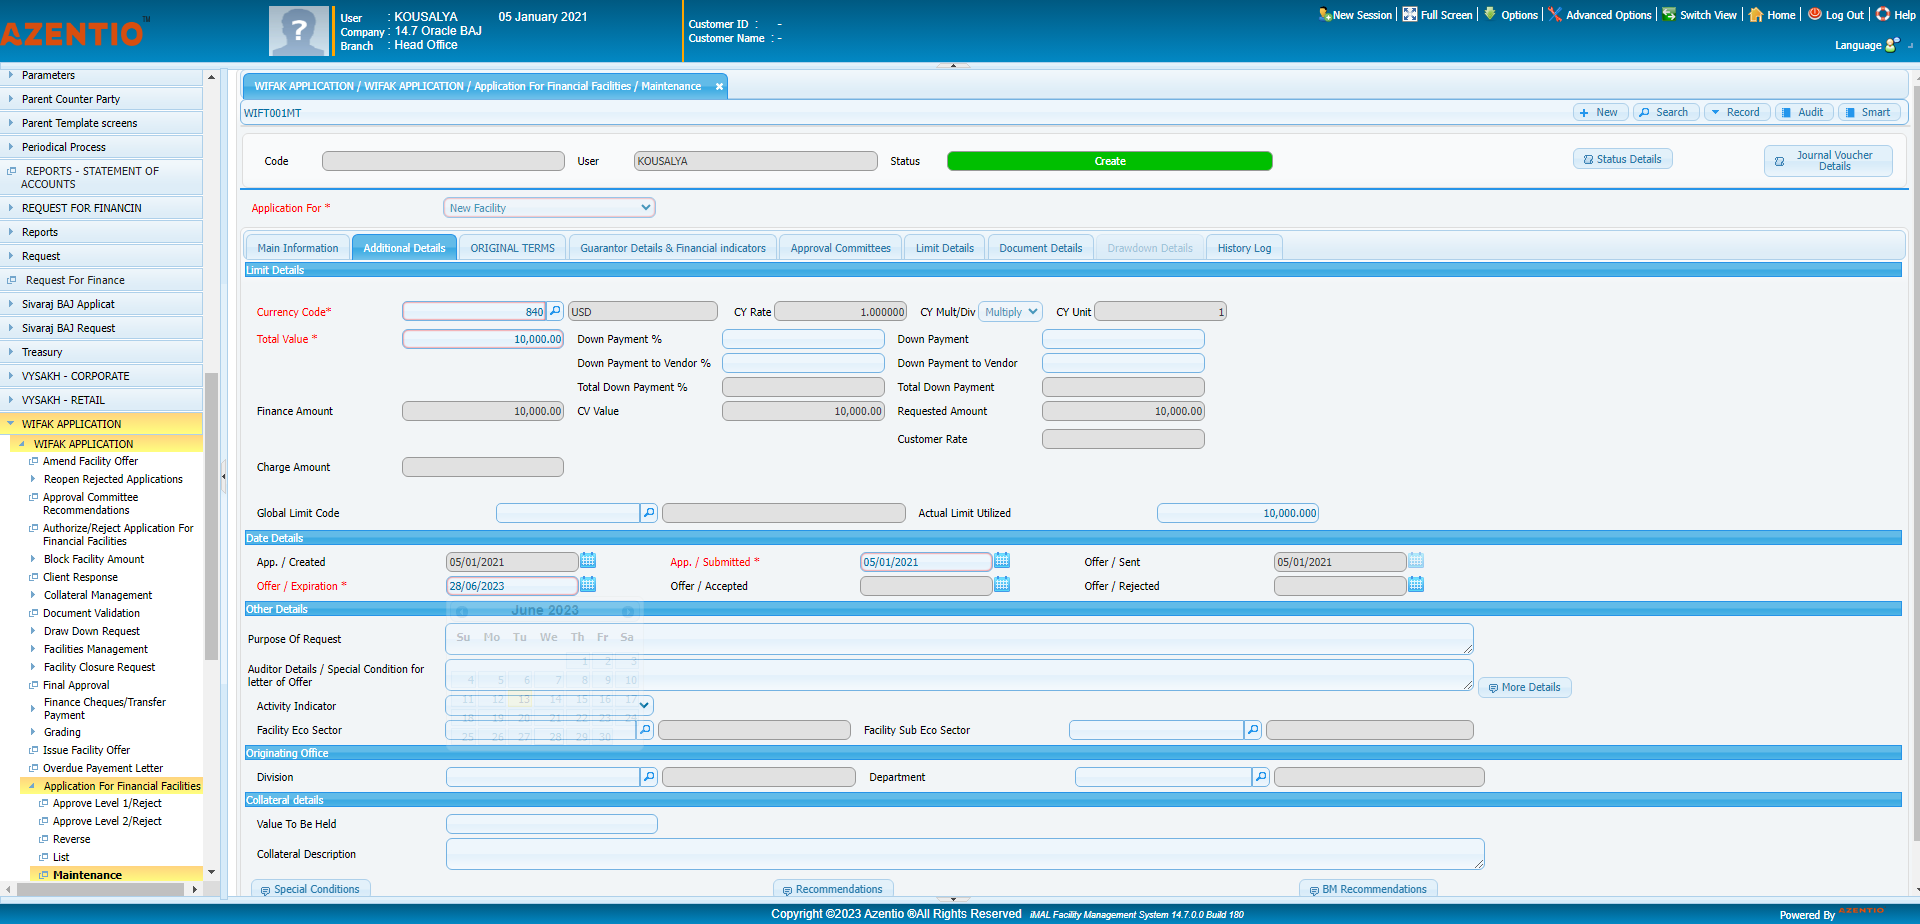 AZENTIO™
User : KOUSALYA 05 January 2021
Company : 14.7 Oracle BAJ
Branch : Head Office
Customer ID : -
Customer Name : -
New Session Full Screen Options Advanced Options Switch View Home Log Out Help
Language
Parameters
Parent Counter Party
Parent Template screens
Periodical Process
REPORTS - STATEMENT OF
ACCOUNTS
REQUEST FOR FINANCIN
Reports
Request
Request For Finance
Sivaraj BAJ Applicat
Sivaraj BAJ Request
Treasury
VYSAKH - CORPORATE
VYSAKH - RETAIL
WIFAK APPLICATION
WIFAK APPLICATION
Amend Facility Offer
Reopen Rejected Applications
Approval Committee
Recommendations
Authorize/Reject Application For
Financial Facilities
Block Facility Amount
Client Response
Collateral Management
Document Validation
Draw Down Request
Facilities Management
Facility Closure Request
Final Approval
Finance Cheques/Transfer
Payment
Grading
Issue Facility Offer
Overdue Payment Letter
Application For Financial Facilities
Approve Level 1/Reject
Approve Level 2/Reject
Reverse
List
Maintenance
WIFAK APPLICATION / WIFAK APPLICATION / Application For Financial Facilities / Maintenance
WIFT001MT New Search Record Audit Smart
Code User KOUSALYA Status Create Status Details Journal Voucher
Details
Application For * New Facility
Main Information Additional Details ORIGINAL TERMS Guarantor Details & Financial indicators Approval Committees Limit Details Document Details Drawdown Details History Log
Limit Details
Currency Code* 840 USD CY Rate 1.000000 CY Mult/Div Multiply CY Unit 1
Total Value * 10,000.00 Down Payment % Down Payment
Down Payment to Vendor % Down Payment to Vendor
Total Down Payment % Total Down Payment
Finance Amount 10,000.00 CV Value 10,000.00 Requested Amount 10,000.00
Customer Rate
Charge Amount
Global Limit Code Actual Limit Utilized 10,000.000
Date Details
App. / Created 05/01/2021 App. / Submitted * 05/01/2021 Offer / Sent 05/01/2021
Offer / Expiration * 28/06/2023 Offer / Accepted Offer / Rejected
Other Details June 2023
Su Mo Tu We Th Fr Sa
Purpose Of Request
1 2 3
4 5 6 7 8 9 10
11 12 13 14 15 16 17
18 19 20 21 22 23 24
25 26 27 28 29 30
Auditor Details / Special Condition for
letter of Offer
More Details
Activity Indicator
Facility Eco Sector Facility Sub Eco Sector
Originating Office
Division Department
Collateral details
Value To Be Held
Collateral Description
Special Conditions Recommendations BM Recommendations
Copyright ©2023 Azentio ®All Rights Reserved iMAL Facility Management System 14.7.0.0 Build 180
Powered By AZENTIO